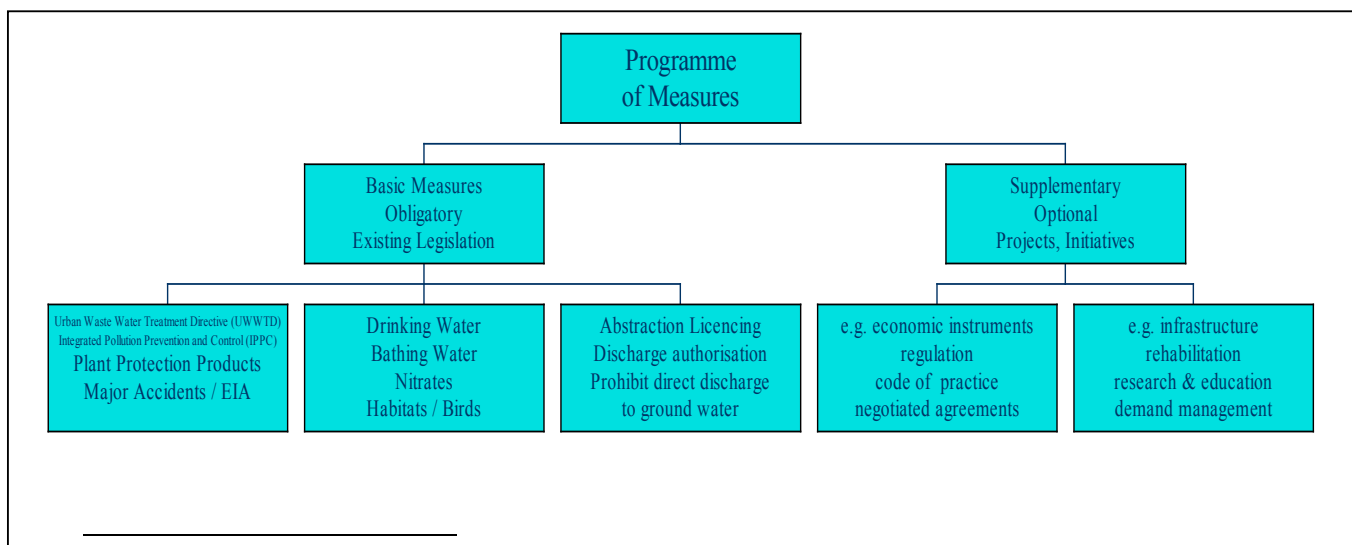 Programme
of Measures
Basic Measures
Obligatory
Existing Legislation
Supplementary
Optional
Projects, Initiatives
Urban Waste Water Treatment Directive (UWWTD)
Integrated Pollution Prevention and Control (IPPC)
Plant Protection Products
Major Accidents / EIA
Drinking Water
Bathing Water
Nitrates
Habitats / Birds
Abstraction Licencing
Discharge authorisation
Prohibit direct discharge
to ground water
e.g. economic instruments
regulation
code of practice
negotiated agreements
e.g. infrastructure
rehabilitation
research & education
demand management